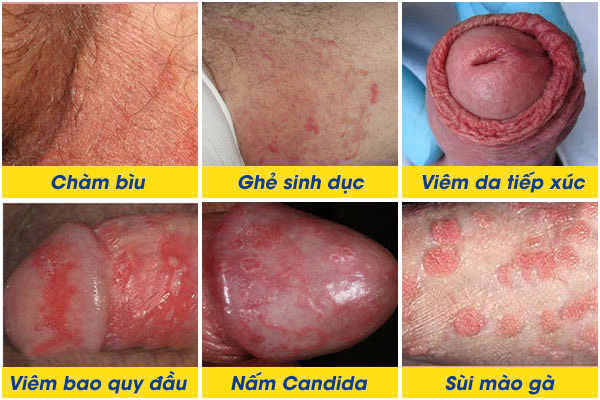 Chàm bìu
Ghẻ sinh dục
Viêm da tiếp xúc
Viêm bao quy đầu
Nấm Candida
Sùi mào gà